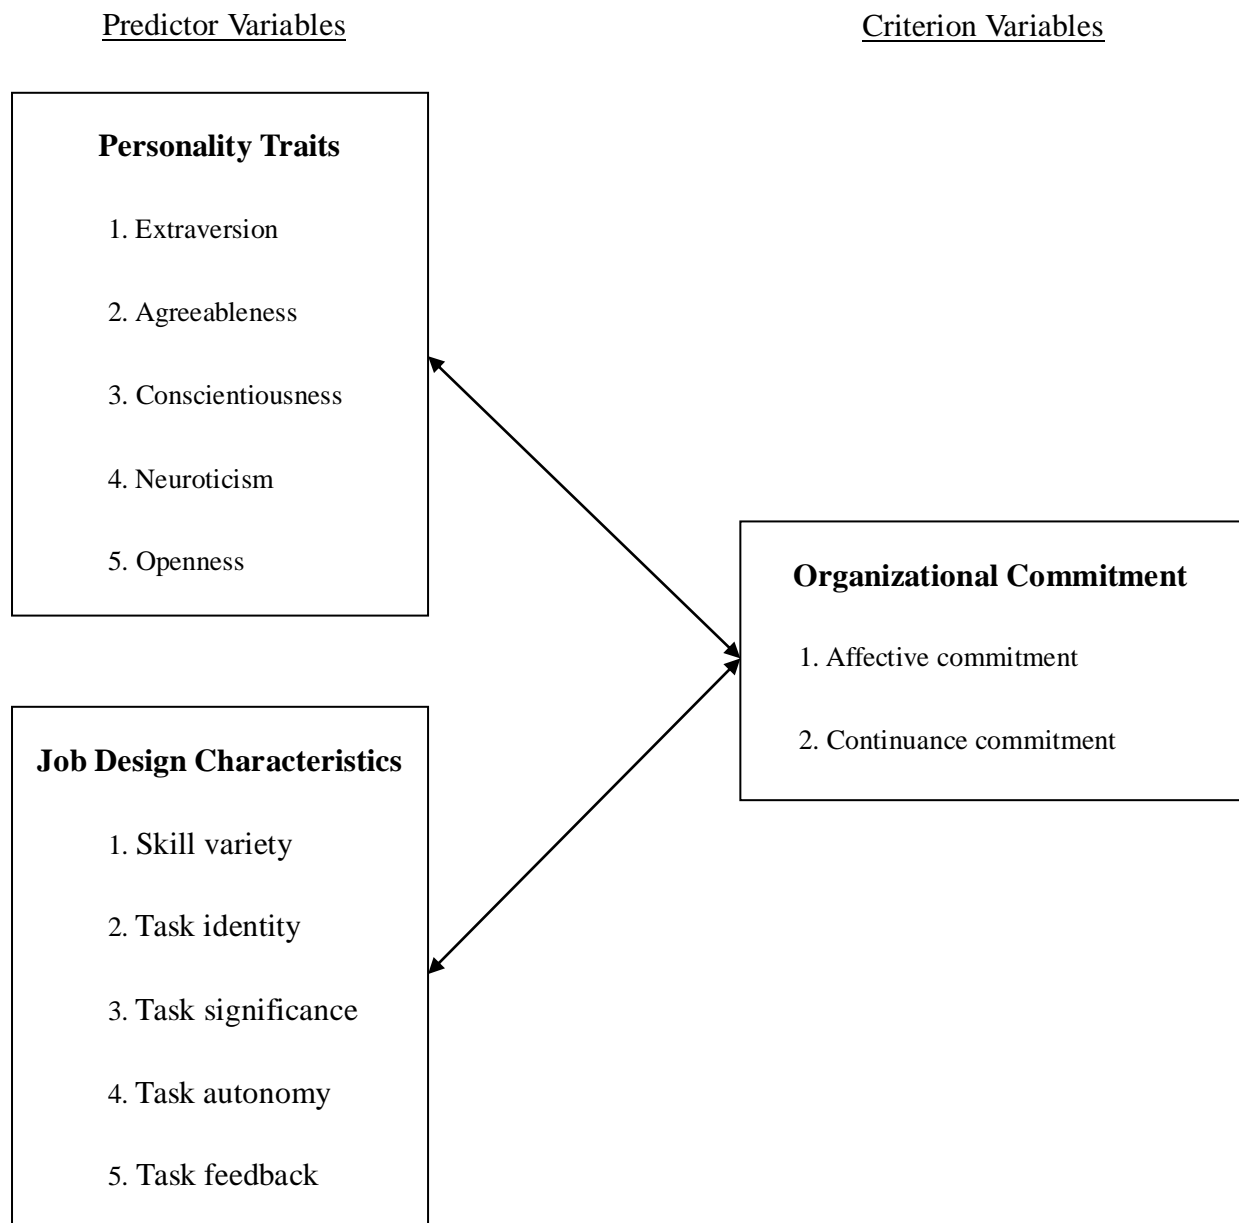 Predictor Variables
Criterion Variables
Personality Traits
1. Extraversion
2. Agreeableness
3. Conscientiousness
4. Neuroticism
5. Openness
Organizational Commitment
1. Affective commitment
2. Continuance commitment
Job Design Characteristics
1. Skill variety
2. Task identity
3. Task significance
4. Task autonomy
5. Task feedback